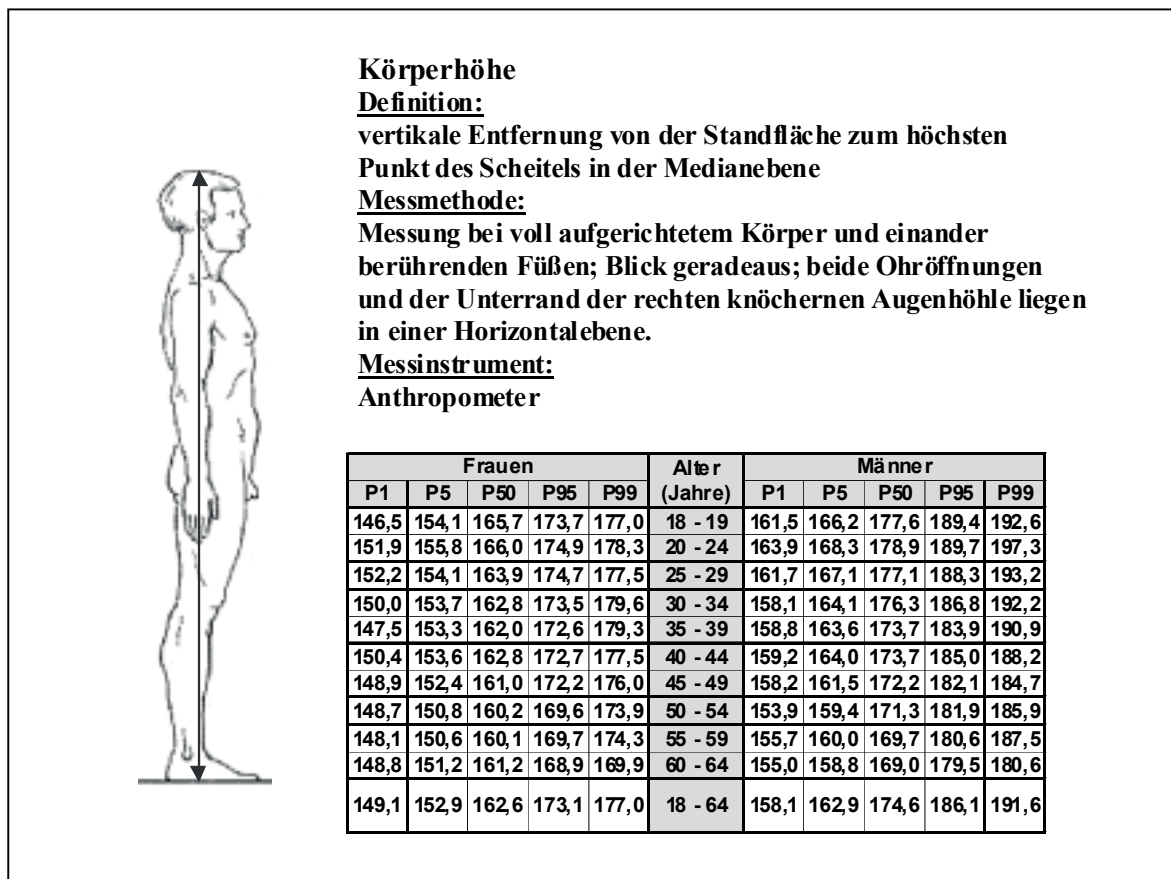 Körperhöhe
Definition:
vertikale Entfernung von der Standfläche zum höchsten
Punkt des Scheitels in der Medianebene
Messmethode:
Messung bei voll aufgerichtetem Körper und einander
berührenden Füßen; Blick geradeaus; beide Ohröffnungen
und der Unterrand der rechten knöchernen Augenhöhle liegen
in einer Horizontalebene.
Messinstrument:
Anthropometer
Frauen Alter (Jahre) Männer
P1 P5 P50 P95 P99 P1 P5 P50 P95 P99
146,5 154,1 165,7 173,7 177,0 18 - 19 161,5 166,2 177,6 189,4 192,6
151,9 155,8 166,0 174,9 178,3 20 - 24 163,9 168,3 178,9 189,7 197,3
152,2 154,1 163,9 174,7 177,5 25 - 29 161,7 167,1 177,1 188,3 193,2
150,0 153,7 162,8 173,5 179,6 30 - 34 158,1 164,1 176,3 186,8 192,2
147,5 153,3 162,0 172,6 179,3 35 - 39 158,8 163,6 173,7 183,9 190,9
150,4 153,6 162,8 172,7 177,5 40 - 44 159,2 164,0 173,7 185,0 188,2
148,9 152,4 161,0 172,2 176,0 45 - 49 158,2 161,5 172,2 182,1 184,7
148,7 150,8 160,2 169,6 173,9 50 - 54 153,9 159,4 171,3 181,9 185,9
148,1 150,6 160,1 169,7 174,3 55 - 59 155,7 160,0 169,7 180,6 187,5
148,8 151,2 161,2 168,9 169,9 60 - 64 155,0 158,8 169,0 179,5 180,6
149,1 152,9 162,6 173,1 177,0 18 - 64 158,1 162,9 174,6 186,1 191,6